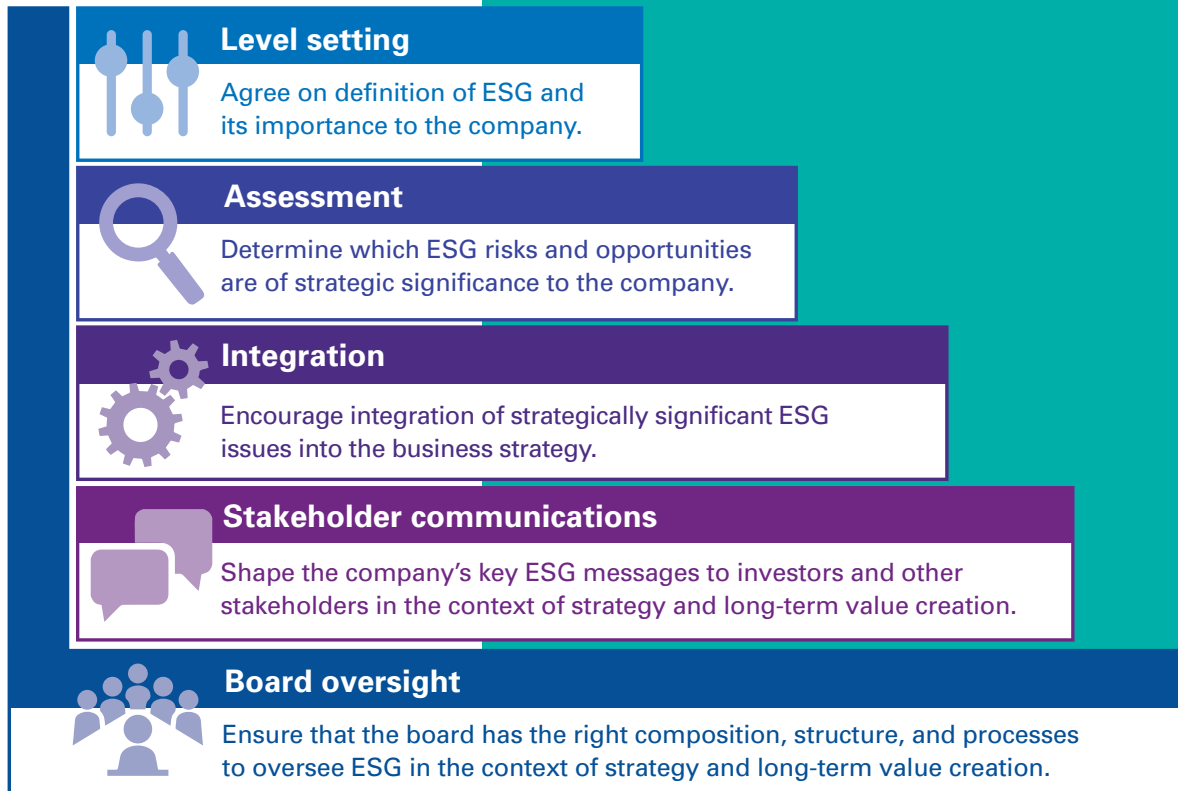 Level setting
Agree on definition of ESG and
its importance to the company.
Assessment
Determine which ESG risks and opportunities
are of strategic significance to the company.
Integration
Encourage integration of strategically significant ESG
issues into the business strategy.
Stakeholder communications
Shape the company’s key ESG messages to investors and other
stakeholders in the context of strategy and long-term value creation.
Board oversight
Ensure that the board has the right composition, structure, and processes
to oversee ESG in the context of strategy and long-term value creation.